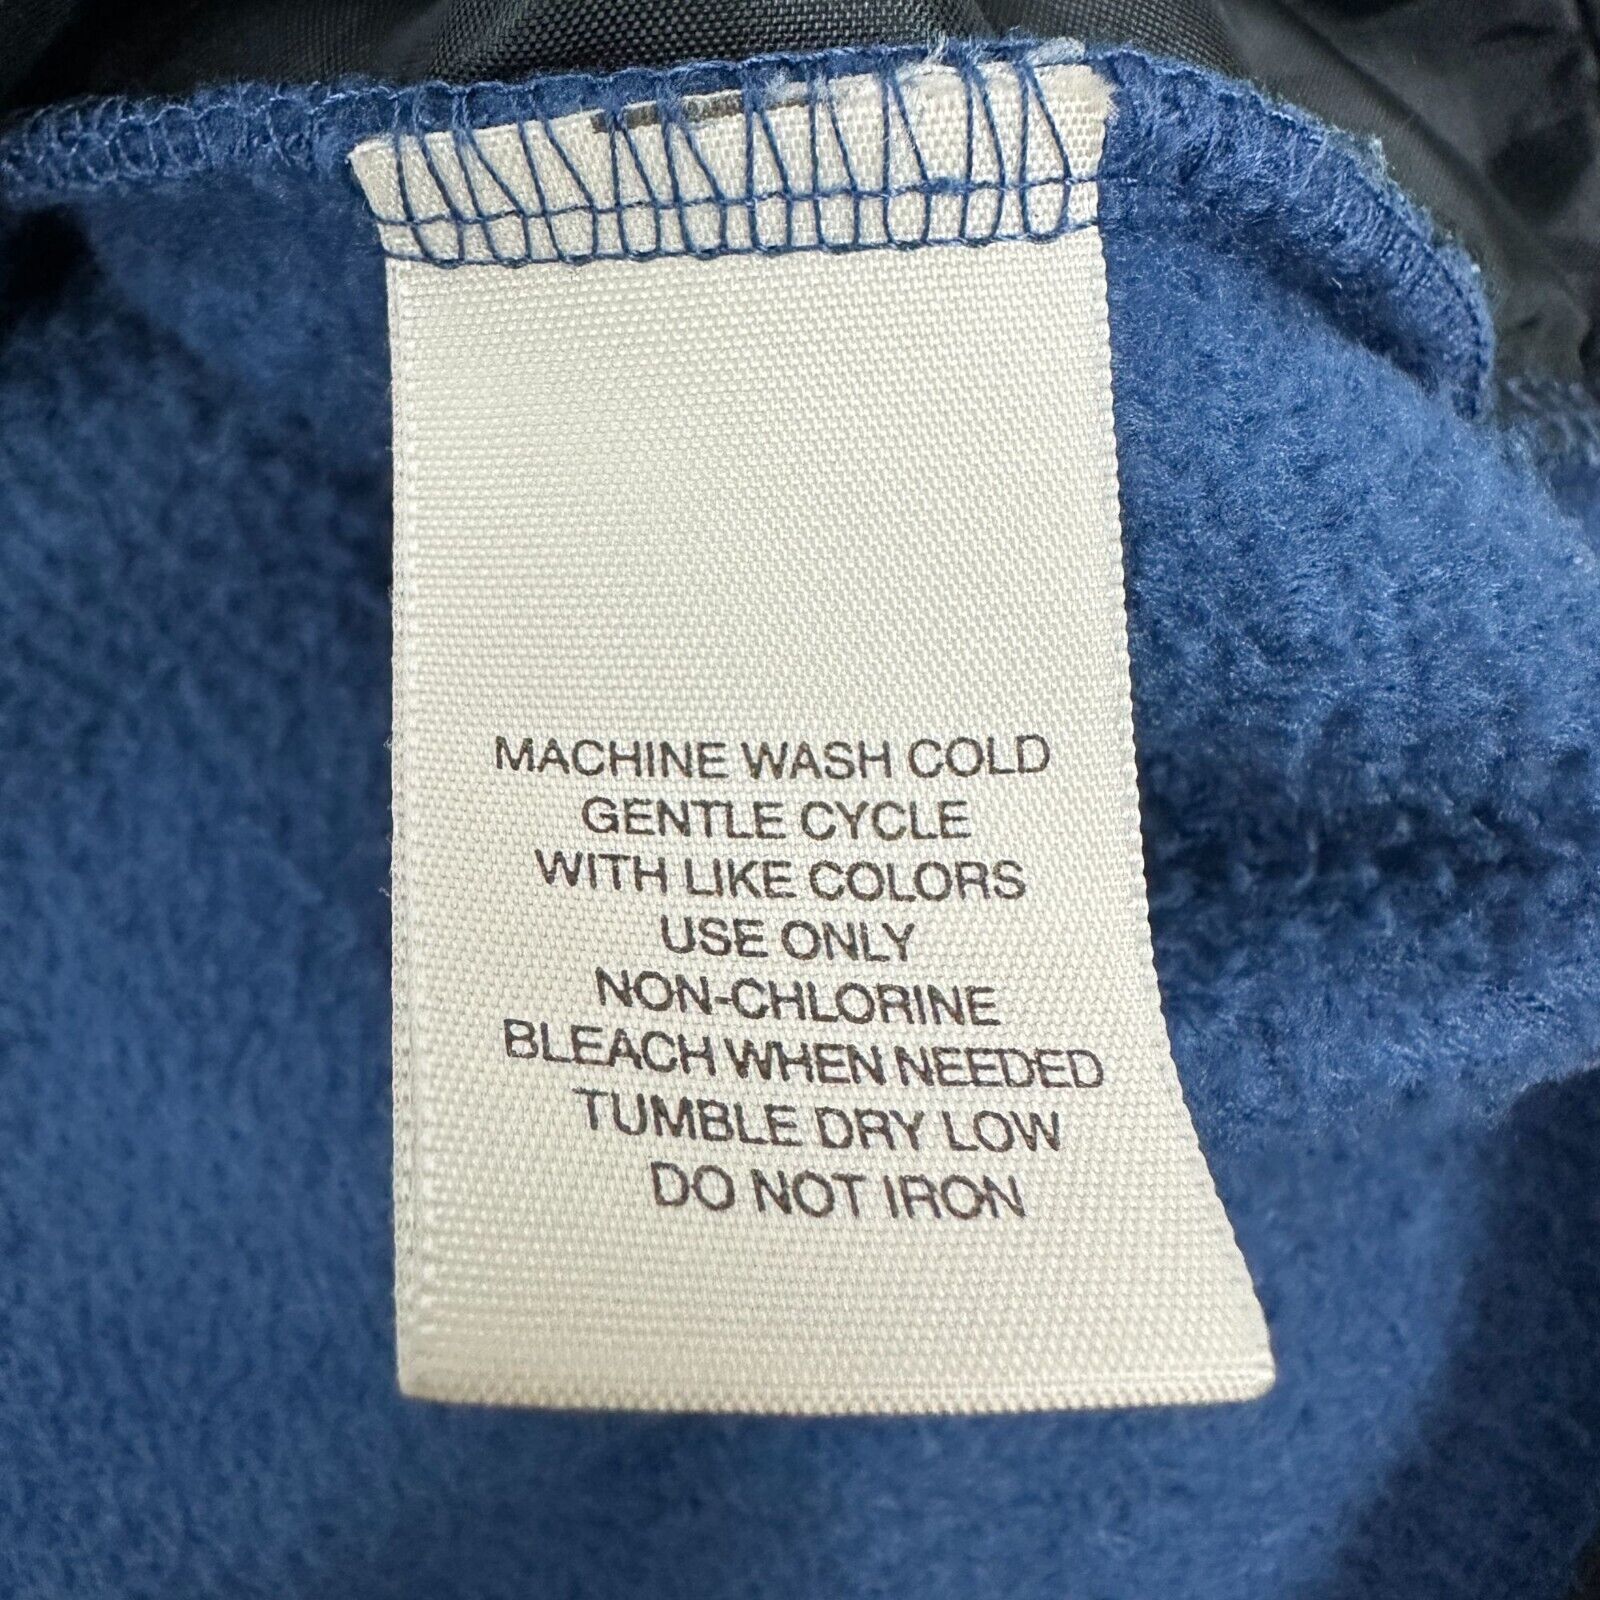 MACHINE WASH COLD
GENTLE CYCLE
WITH LIKE COLORS
USE ONLY
NON-CHLORINE
BLEACH WHEN NEEDED
TUMBLE DRY LOW
DO NOT IRON